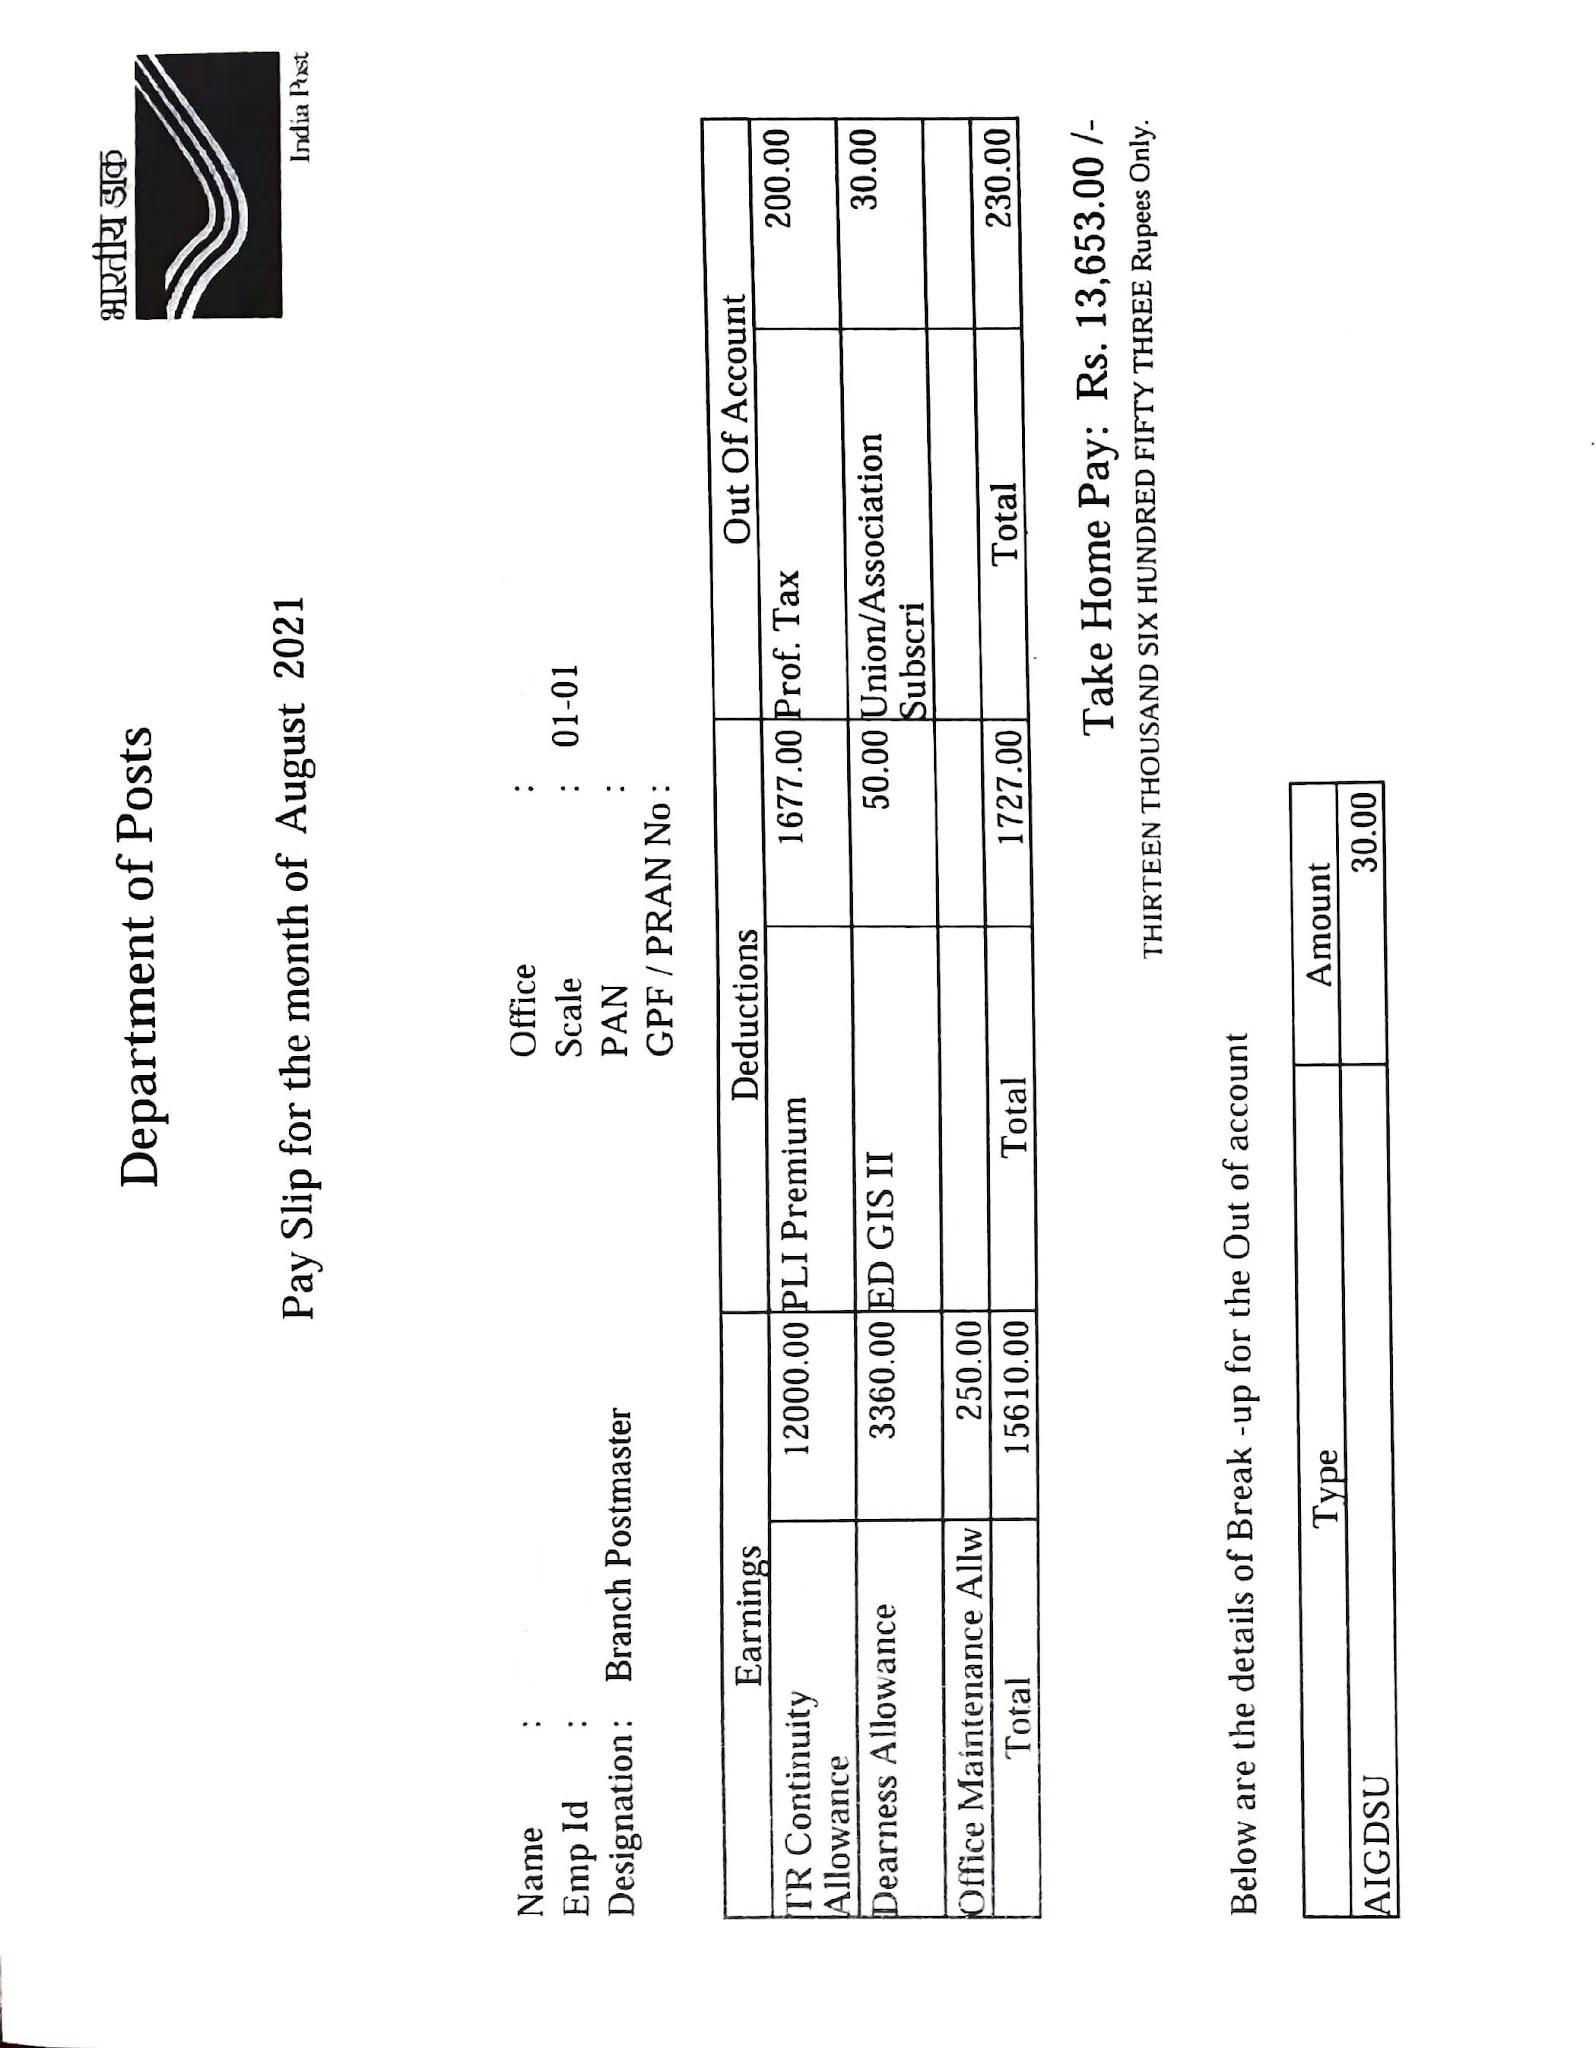 भारतीय डाक
India Post
Department of Posts
Pay Slip for the month of August 2021
Name : Office :
Emp Id : Scale : 01-01
Designation : Branch Postmaster PAN :
GPF / PRAN No :
Earnings Deductions Out Of Account
TR Continuity Allowance 12000.00 PLI Premium 1677.00 Prof. Tax 200.00
Dearness Allowance 3360.00 ED GIS II 50.00 Union/Association Subscri 30.00
Office Maintenance Allw 250.00
Total 15610.00 Total 1727.00 Total 230.00
Take Home Pay: Rs. 13,653.00 /-
THIRTEEN THOUSAND SIX HUNDRED FIFTY THREE Rupees Only.
Below are the details of Break -up for the Out of account
Type Amount
AIGDSU 30.00